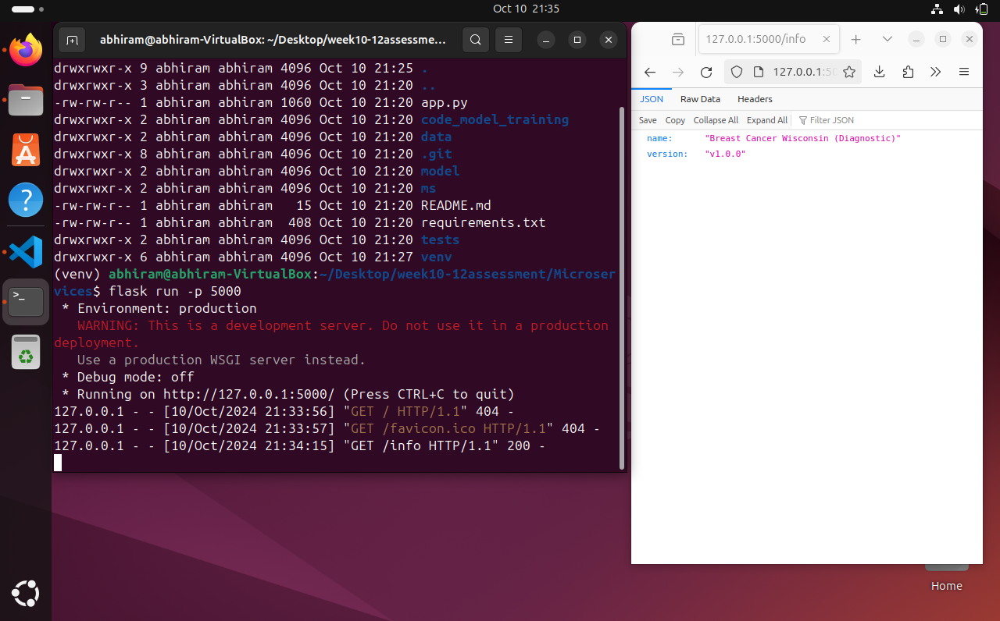 Oct 10 21:35
abhiram@abhiram-VirtualBox: ~/Desktop/week10-12assessme...
drwxrwxr-x 9 abhiram abhiram 4096 Oct 10 21:25 .
drwxrwxr-x 3 abhiram abhiram 4096 Oct 10 21:20 ..
-rw-rw-r-- 1 abhiram abhiram 1060 Oct 10 21:20 app.py
drwxrwxr-x 2 abhiram abhiram 4096 Oct 10 21:20 code_model_training
drwxrwxr-x 2 abhiram abhiram 4096 Oct 10 21:20 data
drwxrwxr-x 8 abhiram abhiram 4096 Oct 10 21:20 .git
drwxrwxr-x 2 abhiram abhiram 4096 Oct 10 21:20 model
drwxrwxr-x 2 abhiram abhiram 4096 Oct 10 21:20 ms
-rw-rw-r-- 1 abhiram abhiram   15 Oct 10 21:20 README.md
-rw-rw-r-- 1 abhiram abhiram  408 Oct 10 21:20 requirements.txt
drwxrwxr-x 2 abhiram abhiram 4096 Oct 10 21:20 tests
drwxrwxr-x 6 abhiram abhiram 4096 Oct 10 21:27 venv
(venv) abhiram@abhiram-VirtualBox:~/Desktop/week10-12assessment/Microser
vices$ flask run -p 5000
 * Environment: production
   WARNING: This is a development server. Do not use it in a production
deployment.
   Use a production WSGI server instead.
 * Debug mode: off
 * Running on http://127.0.0.1:5000/ (Press CTRL+C to quit)
127.0.0.1 - - [10/Oct/2024 21:33:56] "GET / HTTP/1.1" 404 -
127.0.0.1 - - [10/Oct/2024 21:33:57] "GET /favicon.ico HTTP/1.1" 404 -
127.0.0.1 - - [10/Oct/2024 21:34:15] "GET /info HTTP/1.1" 200 -
127.0.0.1:5000/info
127.0.0.1:50
JSON Raw Data Headers
Save Copy Collapse All Expand All Filter JSON
name: "Breast Cancer Wisconsin (Diagnostic)"
version: "v1.0.0"
Home